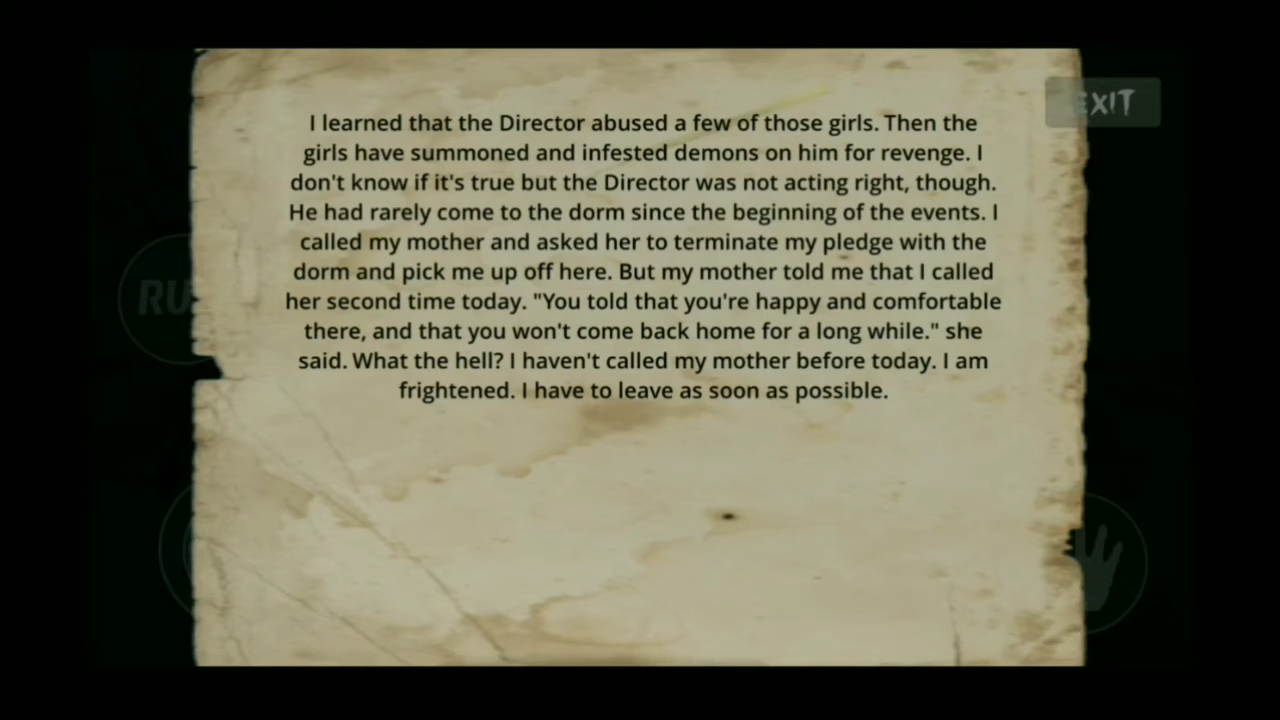 EXIT
I learned that the Director abused a few of those girls. Then the
girls have summoned and infested demons on him for revenge. I
don't know if it's true but the Director was not acting right, though.
He had rarely come to the dorm since the beginning of the events. I
called my mother and asked her to terminate my pledge with the
dorm and pick me up off here. But my mother told me that I called
her second time today. "You told that you're happy and comfortable
there, and that you won't come back home for a long while." she
said. What the hell? I haven't called my mother before today. I am
frightened. I have to leave as soon as possible.